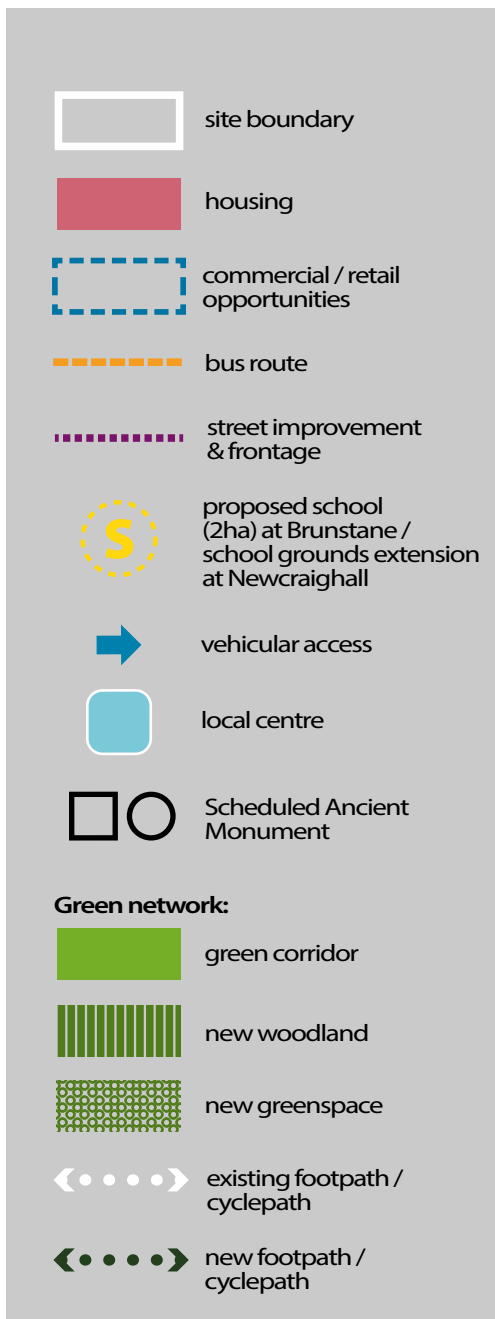 site boundary
housing
commercial / retail
opportunities
bus route
street improvement
& frontage
S
proposed school
(2ha) at Brunstane /
school grounds extension
at Newcraighall
vehicular access
local centre
Scheduled Ancient
Monument
Green network:
green corridor
new woodland
new greenspace
existing footpath /
cyclepath
new footpath /
cyclepath